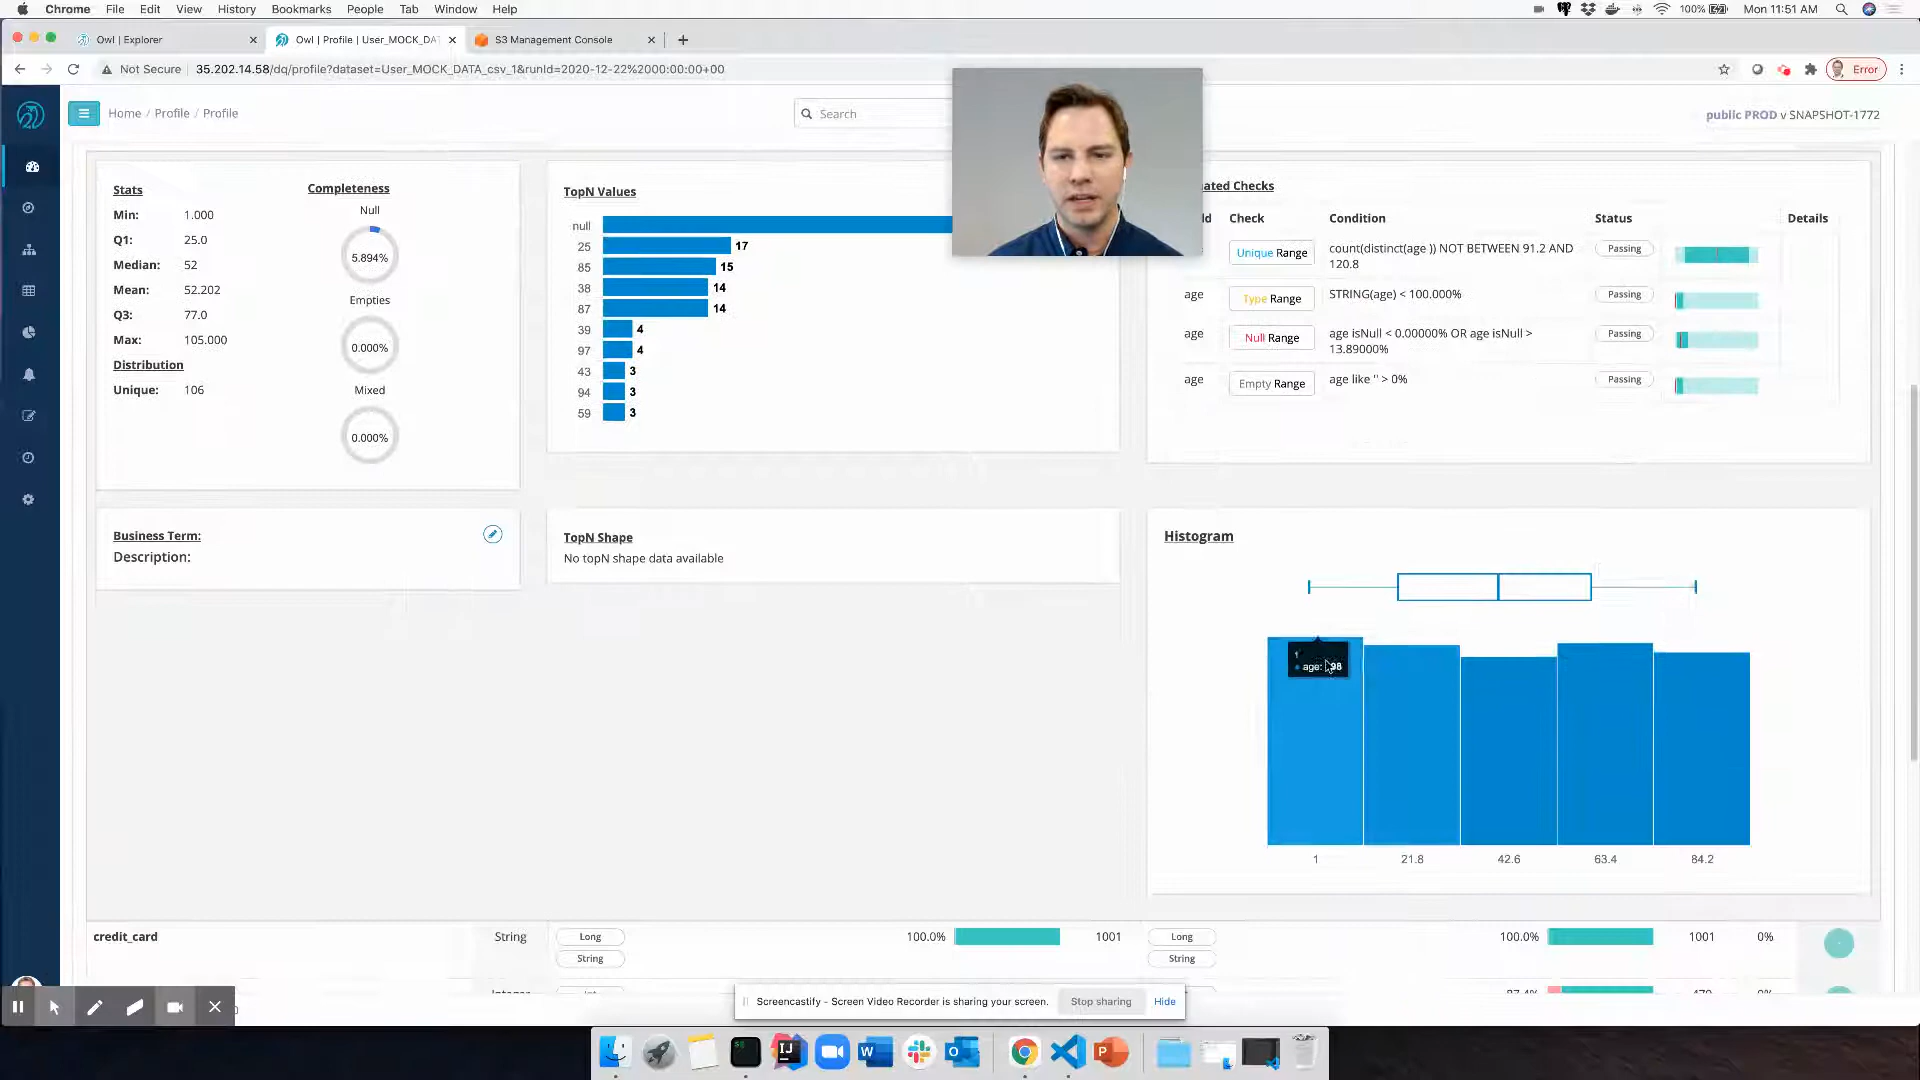 Chrome File Edit View History Bookmarks People Tab Window Help
100% Mon 11:51 AM
Owl | Explorer
Owl | Profile | User_MOCK_DA
S3 Management Console
Not Secure 35.202.14.58/dq/profile?dataset=User_MOCK_DATA_csv_1&runId=2020-12-22%2000:00:00+00
Error
Home / Profile / Profile
Search
public PROD v SNAPSHOT-1772
Stats
Min: 1.000
Q1: 25.0
Median: 52
Mean: 52.202
Q3: 77.0
Max: 105.000
Distribution
Unique: 106
Completeness
Null
5.894%
Empties
0.000%
Mixed
0.000%
TopN Values
null
25 17
85 15
38 14
87 14
39 4
97 4
43 3
94 3
59 3
ated Checks
ld Check Condition Status Details
Unique Range count(distinct(age )) NOT BETWEEN 91.2 AND Passing
120.8
age Type Range STRING(age) < 100.000% Passing
age Null Range age isNull < 0.00000% OR age isNull > Passing
13.89000%
age Empty Range age like '' > 0% Passing
Business Term:
Description:
TopN Shape
No topN shape data available
Histogram
1
age: 98
1 21.8 42.6 63.4 84.2
credit_card String Long 100.0% 1001 Long 100.0% 1001 0%
String String
Screencastify - Screen Video Recorder is sharing your screen. Stop sharing Hide